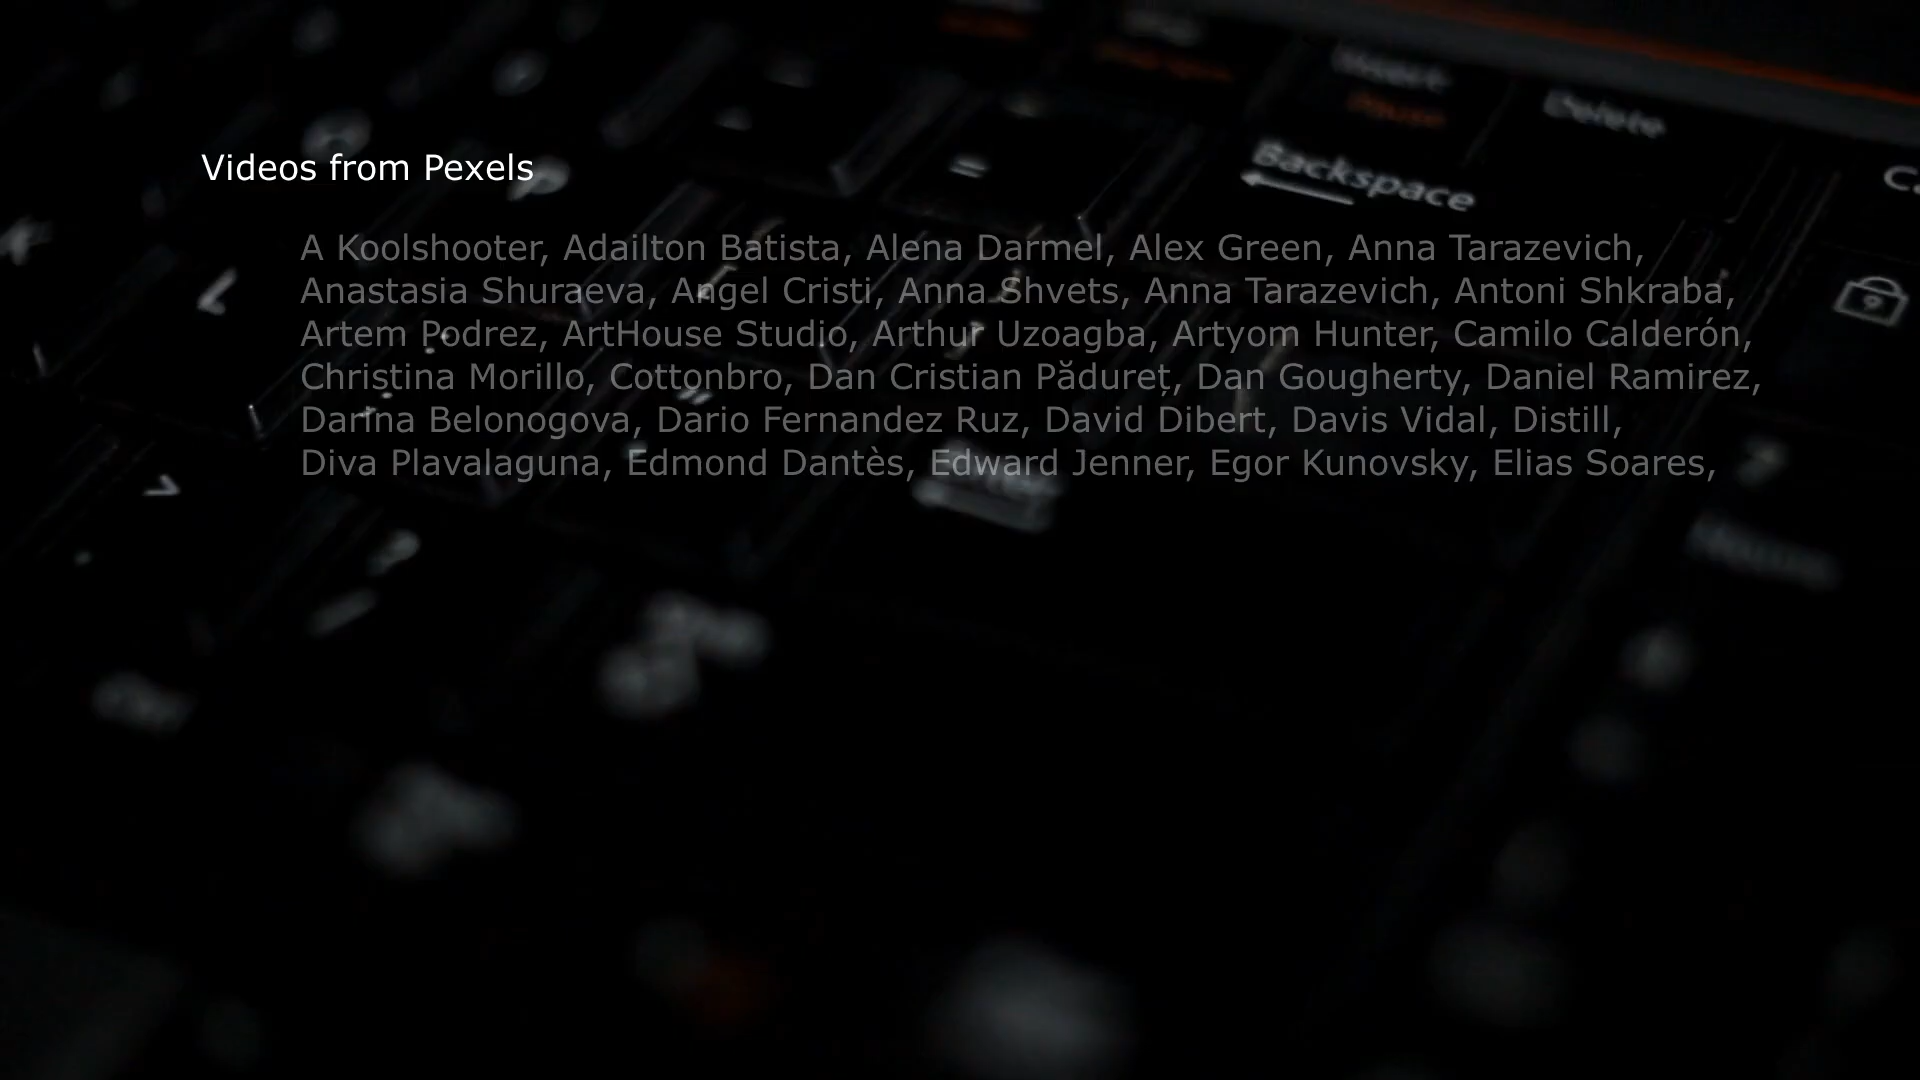 Videos from Pexels
A Koolshooter, Adailton Batista, Alena Darmel, Alex Green, Anna Tarazevich,
Anastasia Shuraeva, Angel Cristi, Anna Shvets, Anna Tarazevich, Antoni Shkraba,
Artem Podrez, ArtHouse Studio, Arthur Uzoagba, Artyom Hunter, Camilo Calderón,
Christina Morillo, Cottonbro, Dan Cristian Pădureț, Dan Gougherty, Daniel Ramirez,
Darina Belonogova, Dario Fernandez Ruz, David Dibert, Davis Vidal, Distill,
Diva Plavalaguna, Edmond Dantès, Edward Jenner, Egor Kunovsky, Elias Soares,
Insert
Pause
Delete
Backspace
=
P